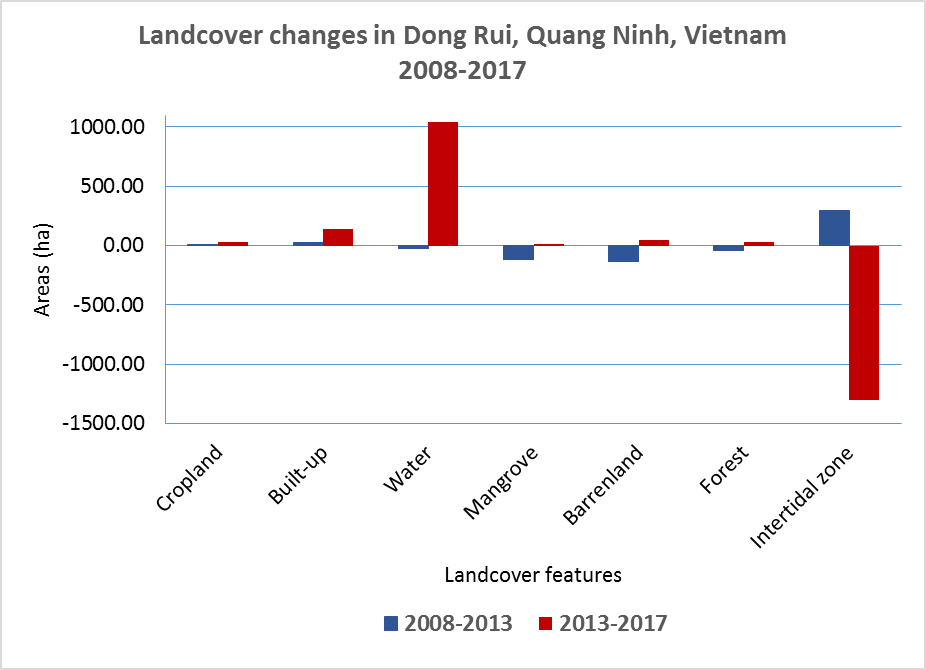 Landcover changes in Dong Rui, Quang Ninh, Vietnam
2008-2017
1000.00
500.00
0.00
-500.00
-1000.00
-1500.00
Areas (ha)
Cropland
Built-up
Water
Mangrove
Barrenland
Forest
Intertidal zone
Landcover features
2008-2013
2013-2017